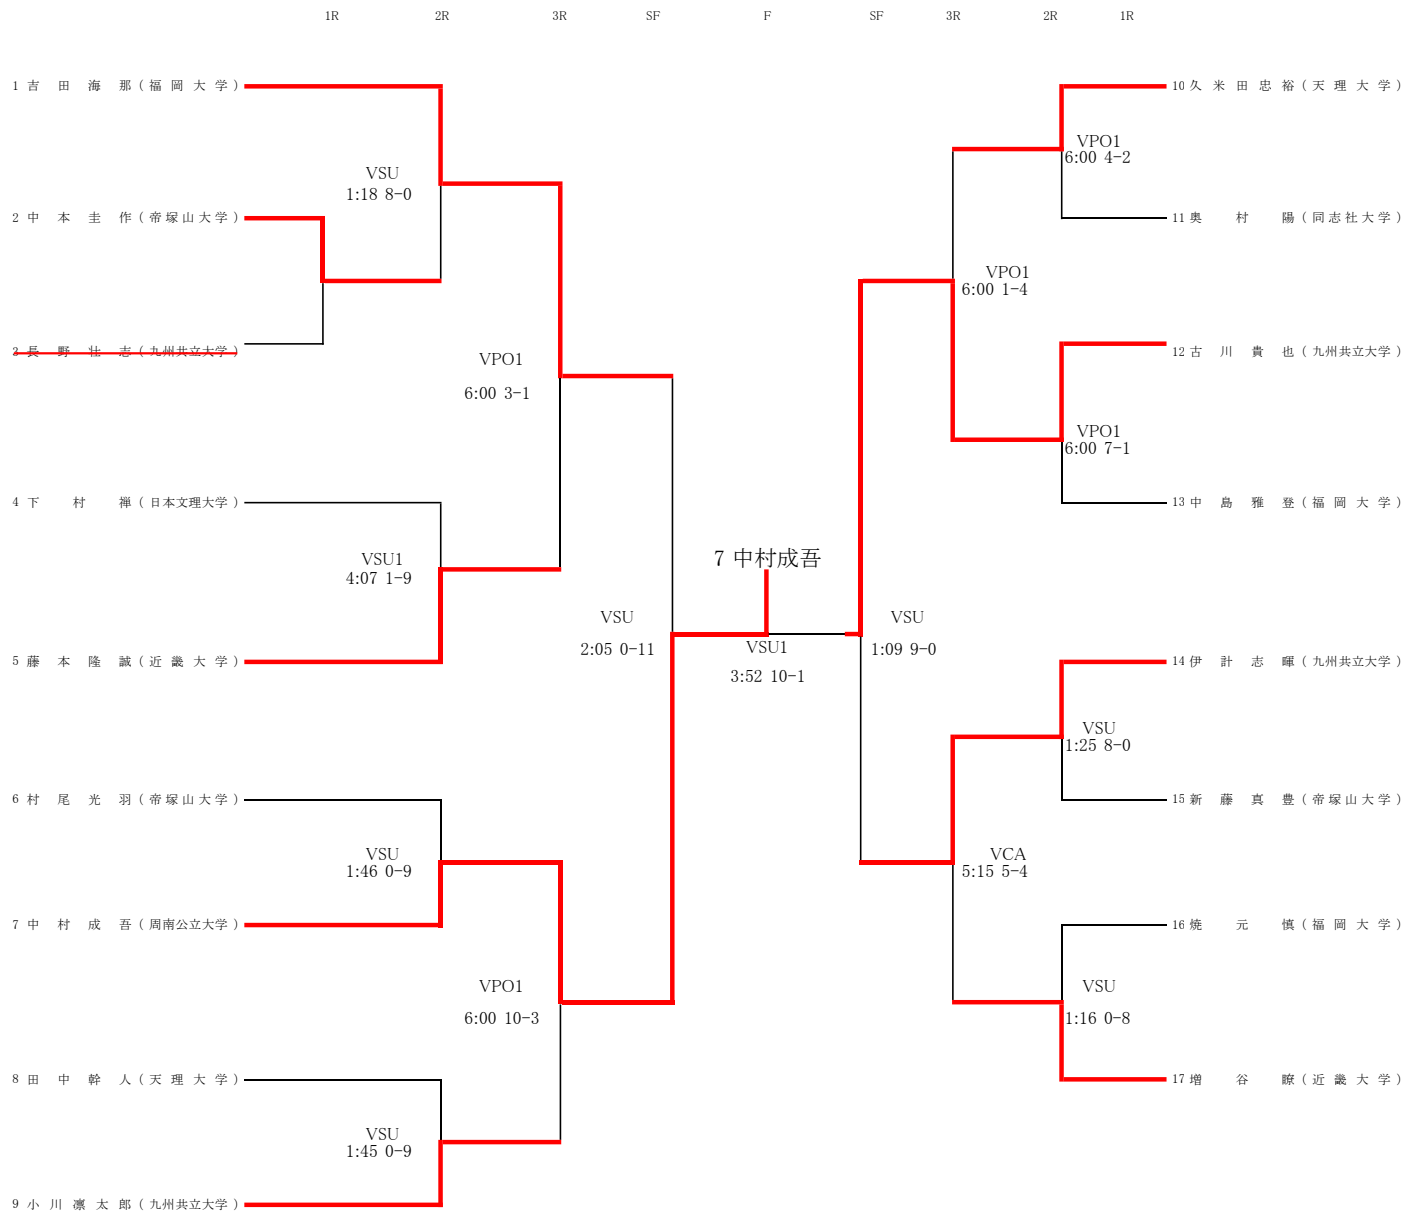 1R 2R 3R SF F SF 3R 2R 1R
1 吉田海那(福岡大学)
2 中本圭作(帝塚山大学)
3 長野壮志(九州共立大学)
4 下村禅(日本文理大学)
5 藤本隆誠(近畿大学)
6 村尾光羽(帝塚山大学)
7 中村成吾(周南公立大学)
8 田中幹人(天理大学)
9 小川凛太郎(九州共立大学)
VSU
1:18 8-0
VSU1
4:07 1-9
VSU
1:46 0-9
VSU
1:45 0-9
VPO1
6:00 3-1
VPO1
6:00 10-3
VSU
2:05 0-11
7 中村成吾
VSU1
3:52 10-1
VSU
1:09 9-0
VPO1
6:00 1-4
VCA
5:15 5-4
VPO1
6:00 4-2
VPO1
6:00 7-1
VSU
1:25 8-0
VSU
1:16 0-8
10 久米田忠裕(天理大学)
11 奥村陽(同志社大学)
12 古川貴也(九州共立大学)
13 中島雅登(福岡大学)
14 伊計志暉(九州共立大学)
15 新藤真豊(帝塚山大学)
16 焼元慎(福岡大学)
17 増谷瞭(近畿大学)